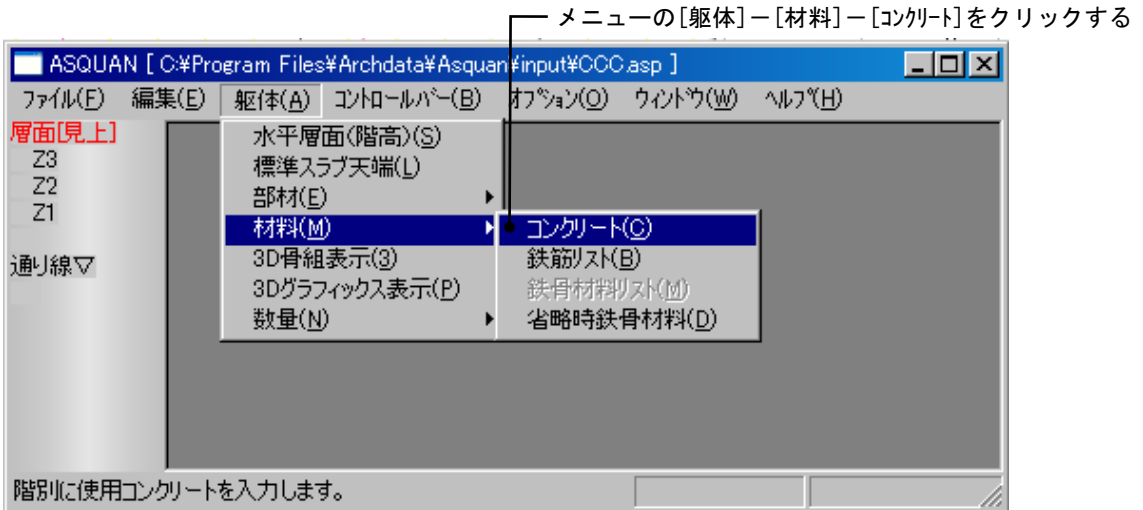 メニューの[躯体]－[材料]－[ｺﾝｸﾘｰﾄ]をクリックする
ASQUAN [ C:¥Program Files¥Archdata¥Asquan¥input¥CCC.asp ]
ﾌｧｲﾙ(F) 編集(E) 躯体(A) ｺﾝﾄﾛｰﾙﾊﾞｰ(B) ｵﾌﾟｼｮﾝ(O) ｳｨﾝﾄﾞｳ(W) ﾍﾙﾌﾟ(H)
層面[見上]
Z3
Z2
Z1
通り線▽
水平層面(階高)(S)
標準スラブ天端(L)
部材(E)
材料(M)
3D骨組表示(3)
3Dグラフィックス表示(P)
数量(N)
コンクリート(C)
鉄筋リスト(B)
鉄骨材料リスト(M)
省略時鉄骨材料(D)
階別に使用コンクリートを入力します。